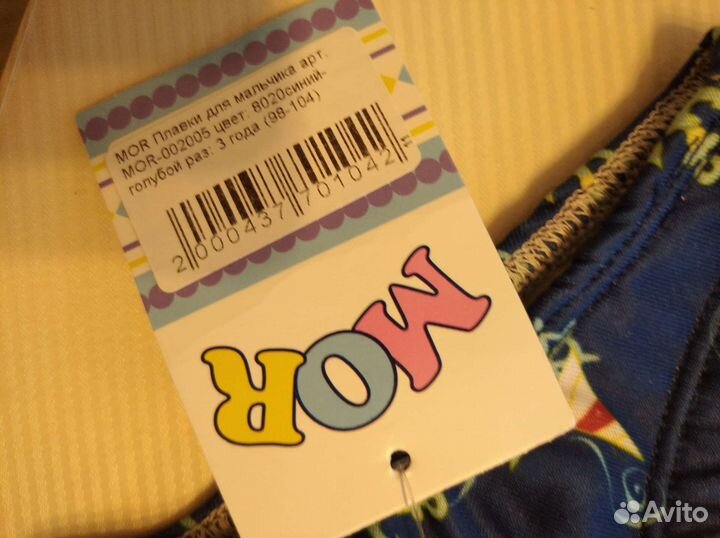 MOR Плавки для мальчика арт.
MOR-002005 цвет: 8020синий-
голубой раз: 3 года (98-104)
2000437701042
MOR
Avito